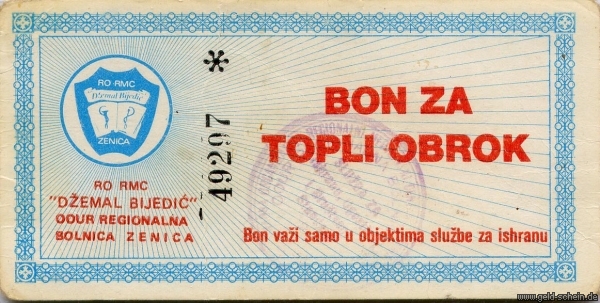 RO-RMC
Džemal Bijedić
ZENICA
RO RMC
"DŽEMAL BIJEDIĆ"
OOUR REGIONALNA
BOLNICA ZENICA
* 49297
BON ZA
TOPLI OBROK
REGIONALNI
Bon važi samo u objektima službe za ishranu
www.geld-schein.de